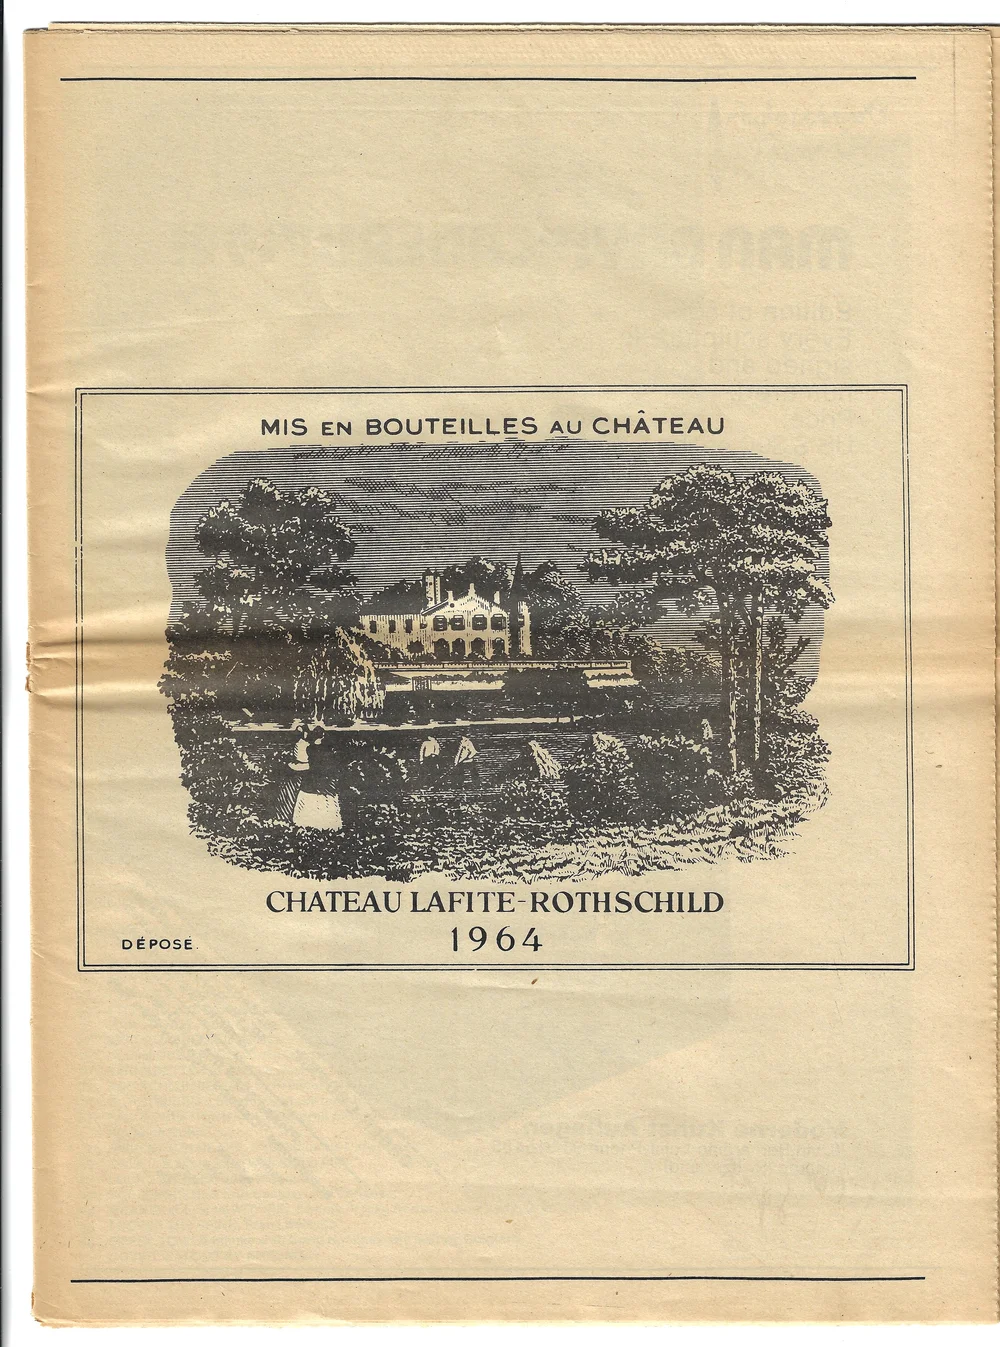 MIS EN BOUTEILLES AU CHÂTEAU
CHATEAU LAFITE-ROTHSCHILD
1964
DÉPOSÉ.